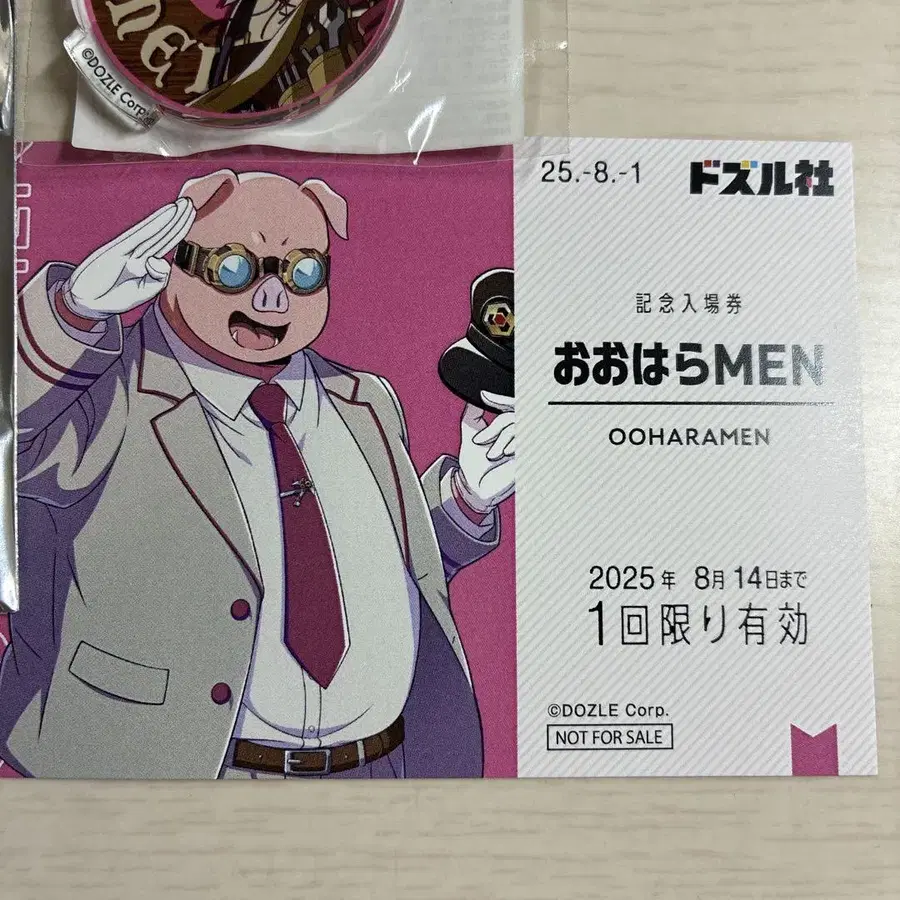 MEN
©DOZLE Corp.
25.-8.-1
ドズル社
記念入場券
おおはらMEN
OOHARAMEN
2025年 8月14日まで
1回限り有効
©DOZLE Corp.
NOT FOR SALE